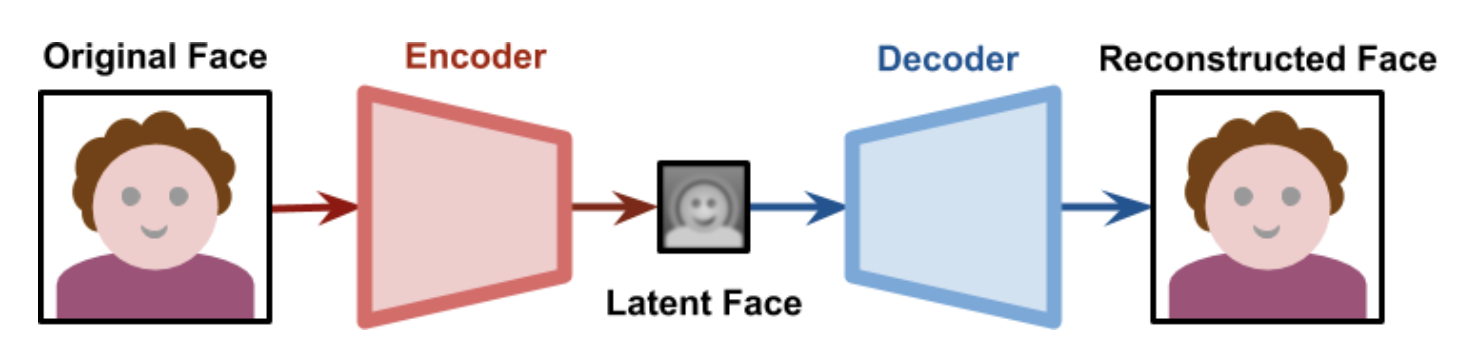 Original Face
Encoder
Decoder
Reconstructed Face
Latent Face